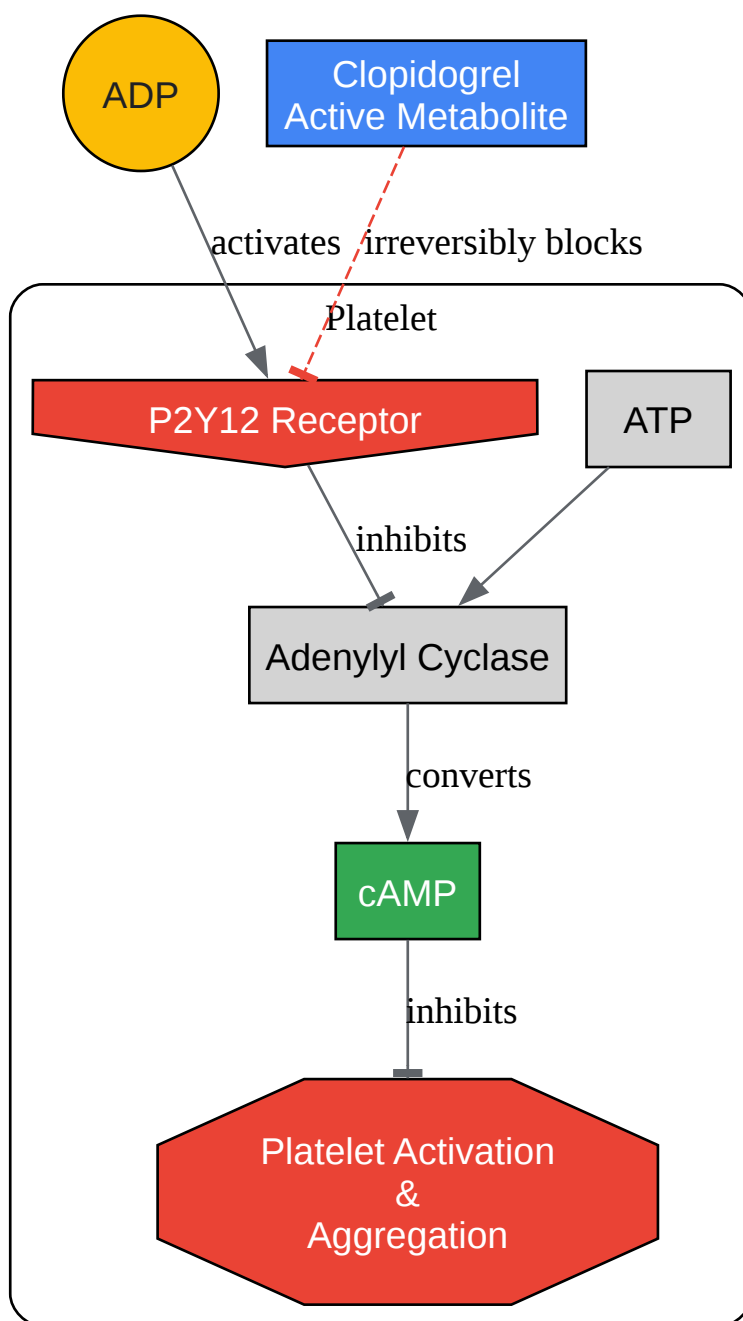 ADP
Clopidogrel
Active Metabolite
activates
irreversibly blocks
Platelet
P2Y12 Receptor
ATP
inhibits
Adenylyl Cyclase
converts
cAMP
inhibits
Platelet Activation
&
Aggregation